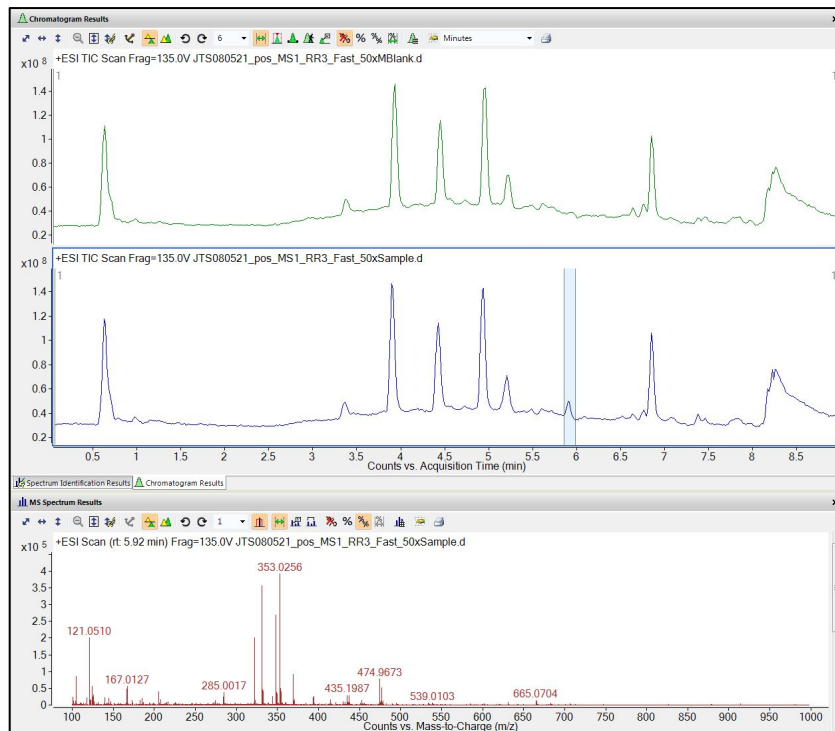 Chromatogram Results
6
Minutes
+ESI TIC Scan Frag=135.0V JTS080521_pos_MS1_RR3_Fast_50xMBlank.d
x10 8
1 1
1.4
1.2
1
0.8
0.6
0.4
0.2
+ESI TIC Scan Frag=135.0V JTS080521_pos_MS1_RR3_Fast_50xSample.d
x10 8
1 1
1.4
1.2
1
0.8
0.6
0.4
0.2
0.5 1 1.5 2 2.5 3 3.5 4 4.5 5 5.5 6 6.5 7 7.5 8 8.5
Counts vs. Acquisition Time (min)
Spectrum Identification Results Chromatogram Results
MS Spectrum Results
1
+ESI Scan (rt: 5.92 min) Frag=135.0V JTS080521_pos_MS1_RR3_Fast_50xSample.d
x10 5
4
3.5
3
2.5
2
1.5
1
0.5
0
353.0256
121.0510
167.0127
285.0017
435.1987
474.9673
539.0103
665.0704
100 150 200 250 300 350 400 450 500 550 600 650 700 750 800 850 900 950 1000
Counts vs. Mass-to-Charge (m/z)